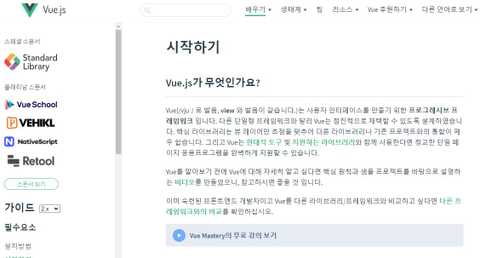 Vue.js
배우기
생태계
팀
리소스
Vue 후원하기
다른 언어로 보기
스페셜 스폰서
Standard
Library
플래티넘 스폰서
Vue School
VEHIKL
NativeScript
Retool
스폰서 되기
가이드 2.x
필수요소
설치방법
시작하기
Vue.js가 무엇인가요?
Vue(/vjuː/ 로 발음, view 와 발음이 같습니다.)는 사용자 인터페이스를 만들기 위한 프로그레시브 프
레임워크 입니다. 다른 단일형 프레임워크와 달리 Vue는 점진적으로 채택할 수 있도록 설계하였습니
다. 핵심 라이브러리는 뷰 레이어만 초점을 맞추어 다른 라이브러리나 기존 프로젝트와의 통합이 매
우 쉽습니다. 그리고 Vue는 현대적 도구 및 지원하는 라이브러리와 함께 사용한다면 정교한 단일 페
이지 응용프로그램을 완벽하게 지원할 수 있습니다.
Vue를 알아보기 전에 Vue에 대해 자세히 알고 싶다면 핵심 원칙과 샘플 프로젝트를 바탕으로 설명하
는 비디오를 만들었으니, 참고하시면 좋을 것 입니다.
이미 숙련된 프론트엔드 개발자이고 Vue를 다른 라이브러리/프레임워크와 비교하고 싶다면 다른 프
레임워크와의 비교를 확인하십시오.
Vue Mastery의 무료 강의 보기